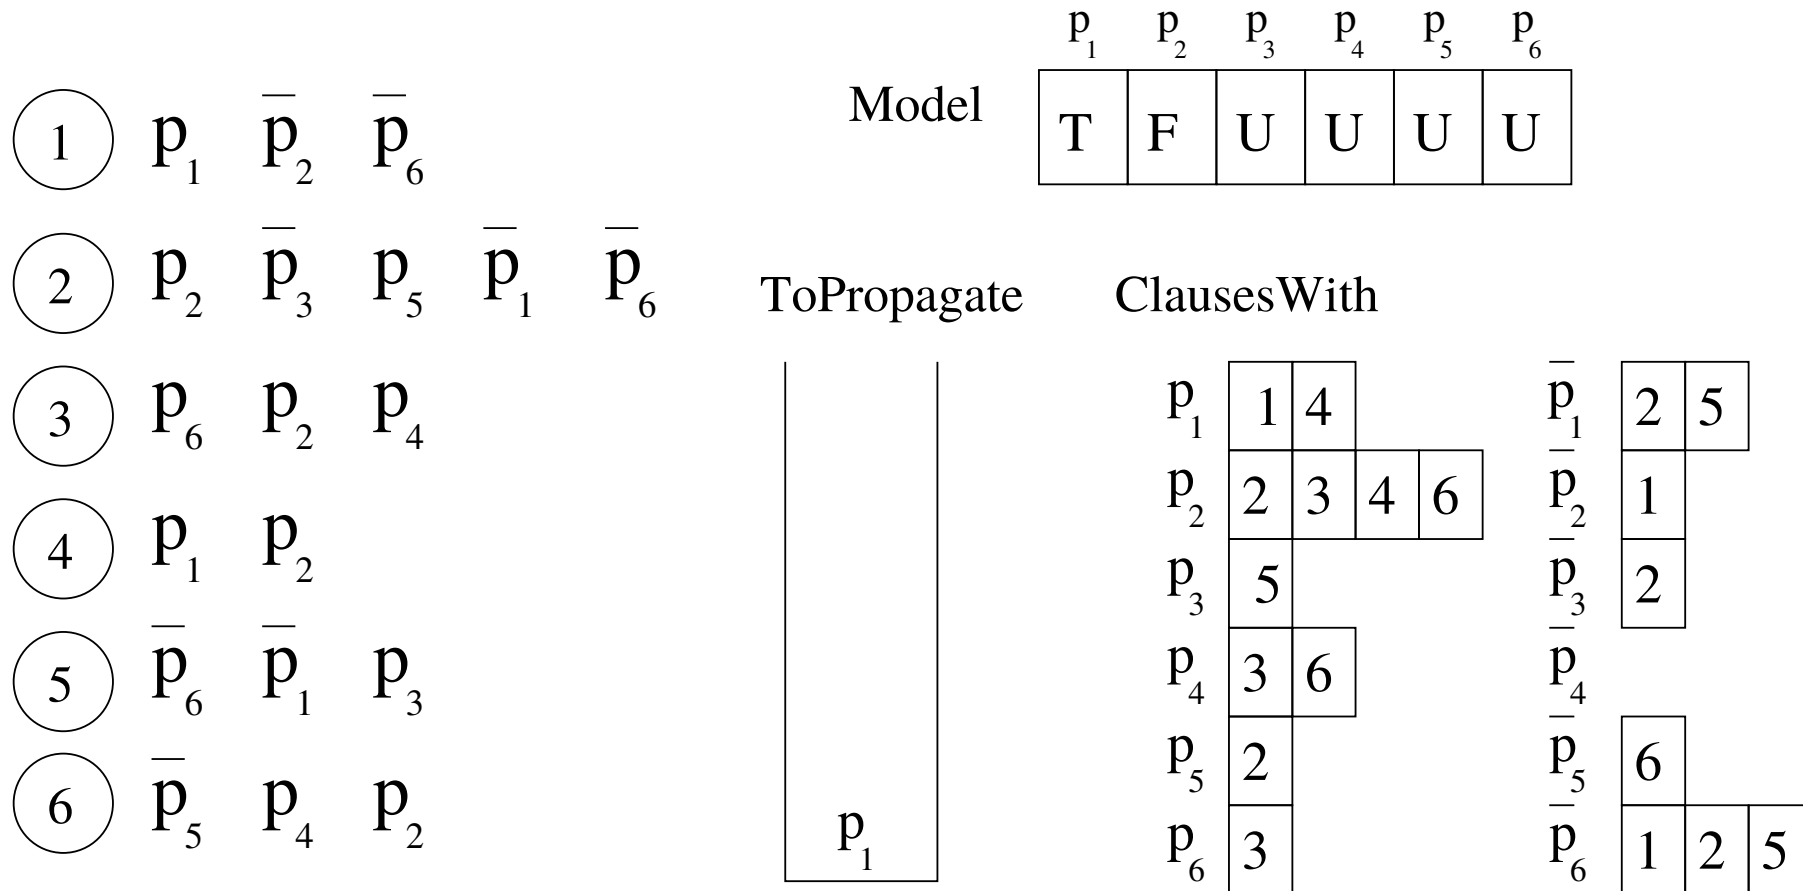 p₁ p₂ p₃ p₄ p₅ p₆
Model T F U U U U
1 p₁ p̅₂ p̅₆
2 p₂ p̅₃ p₅ p̅₁ p̅₆
3 p₆ p₂ p₄
4 p₁ p₂
5 p̅₆ p̅₁ p₃
6 p̅₅ p₄ p₂
ToPropagate
p₁
ClausesWith
p₁ 1 4
p₂ 2 3 4 6
p₃ 5
p₄ 3 6
p₅ 2
p₆ 3
p̅₁ 2 5
p̅₂ 1
p̅₃ 2
p̅₄
p̅₅ 6
p̅₆ 1 2 5